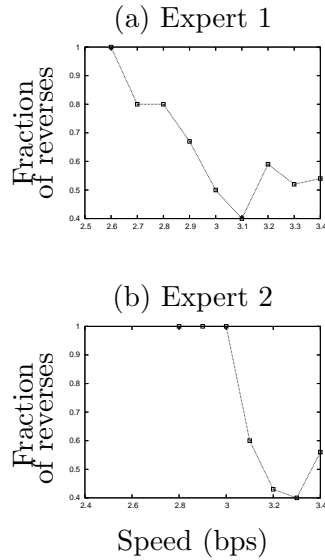 (a) Expert 1
Fraction
of reverses
1
0.9
0.8
0.7
0.6
0.5
0.4
2.5 2.6 2.7 2.8 2.9 3 3.1 3.2 3.3 3.4
(b) Expert 2
Fraction
of reverses
1
0.9
0.8
0.7
0.6
0.5
0.4
2.4 2.6 2.8 3 3.2 3.4
Speed (bps)